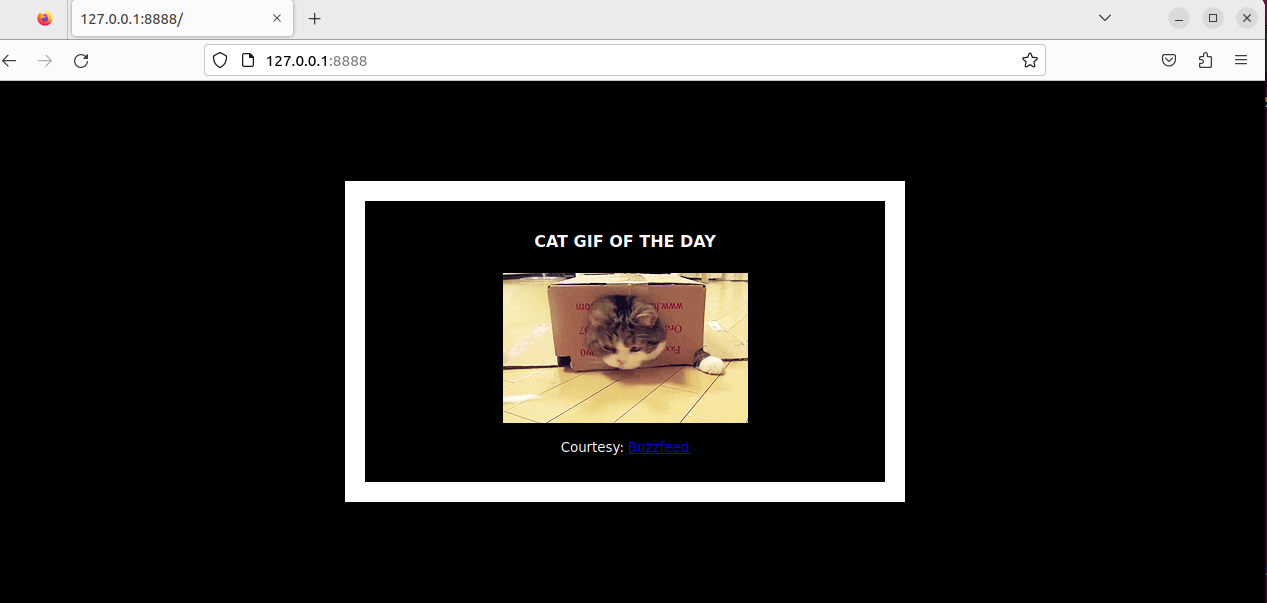 127.0.0.1:8888/
127.0.0.1:8888
CAT GIF OF THE DAY
Courtesy: Buzzfeed